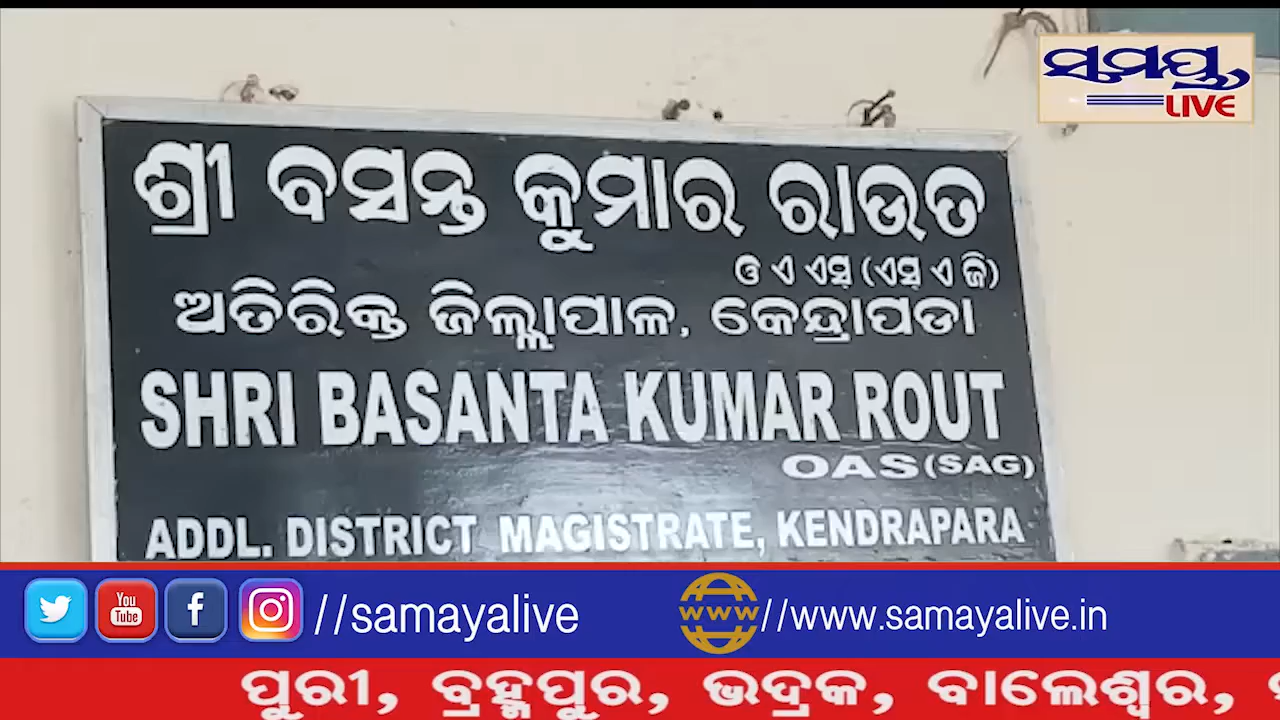 ସମୟ
LIVE
ଶ୍ରୀ ବସନ୍ତ କୁମାର ରାଉତ
ଓ ଏ ଏସ୍ (ଏସ୍ ଏ ଜି)
ଅତିରିକ୍ତ ଜିଲ୍ଲାପାଳ, କେନ୍ଦ୍ରାପଡା
SHRI BASANTA KUMAR ROUT
OAS (SAG)
ADDL. DISTRICT MAGISTRATE, KENDRAPARA
You Tube //samayalive www //www.samayalive.in
ପୁରୀ, ବ୍ରହ୍ମପୁର, ଭଦ୍ରକ, ବାଲେଶ୍ୱର,